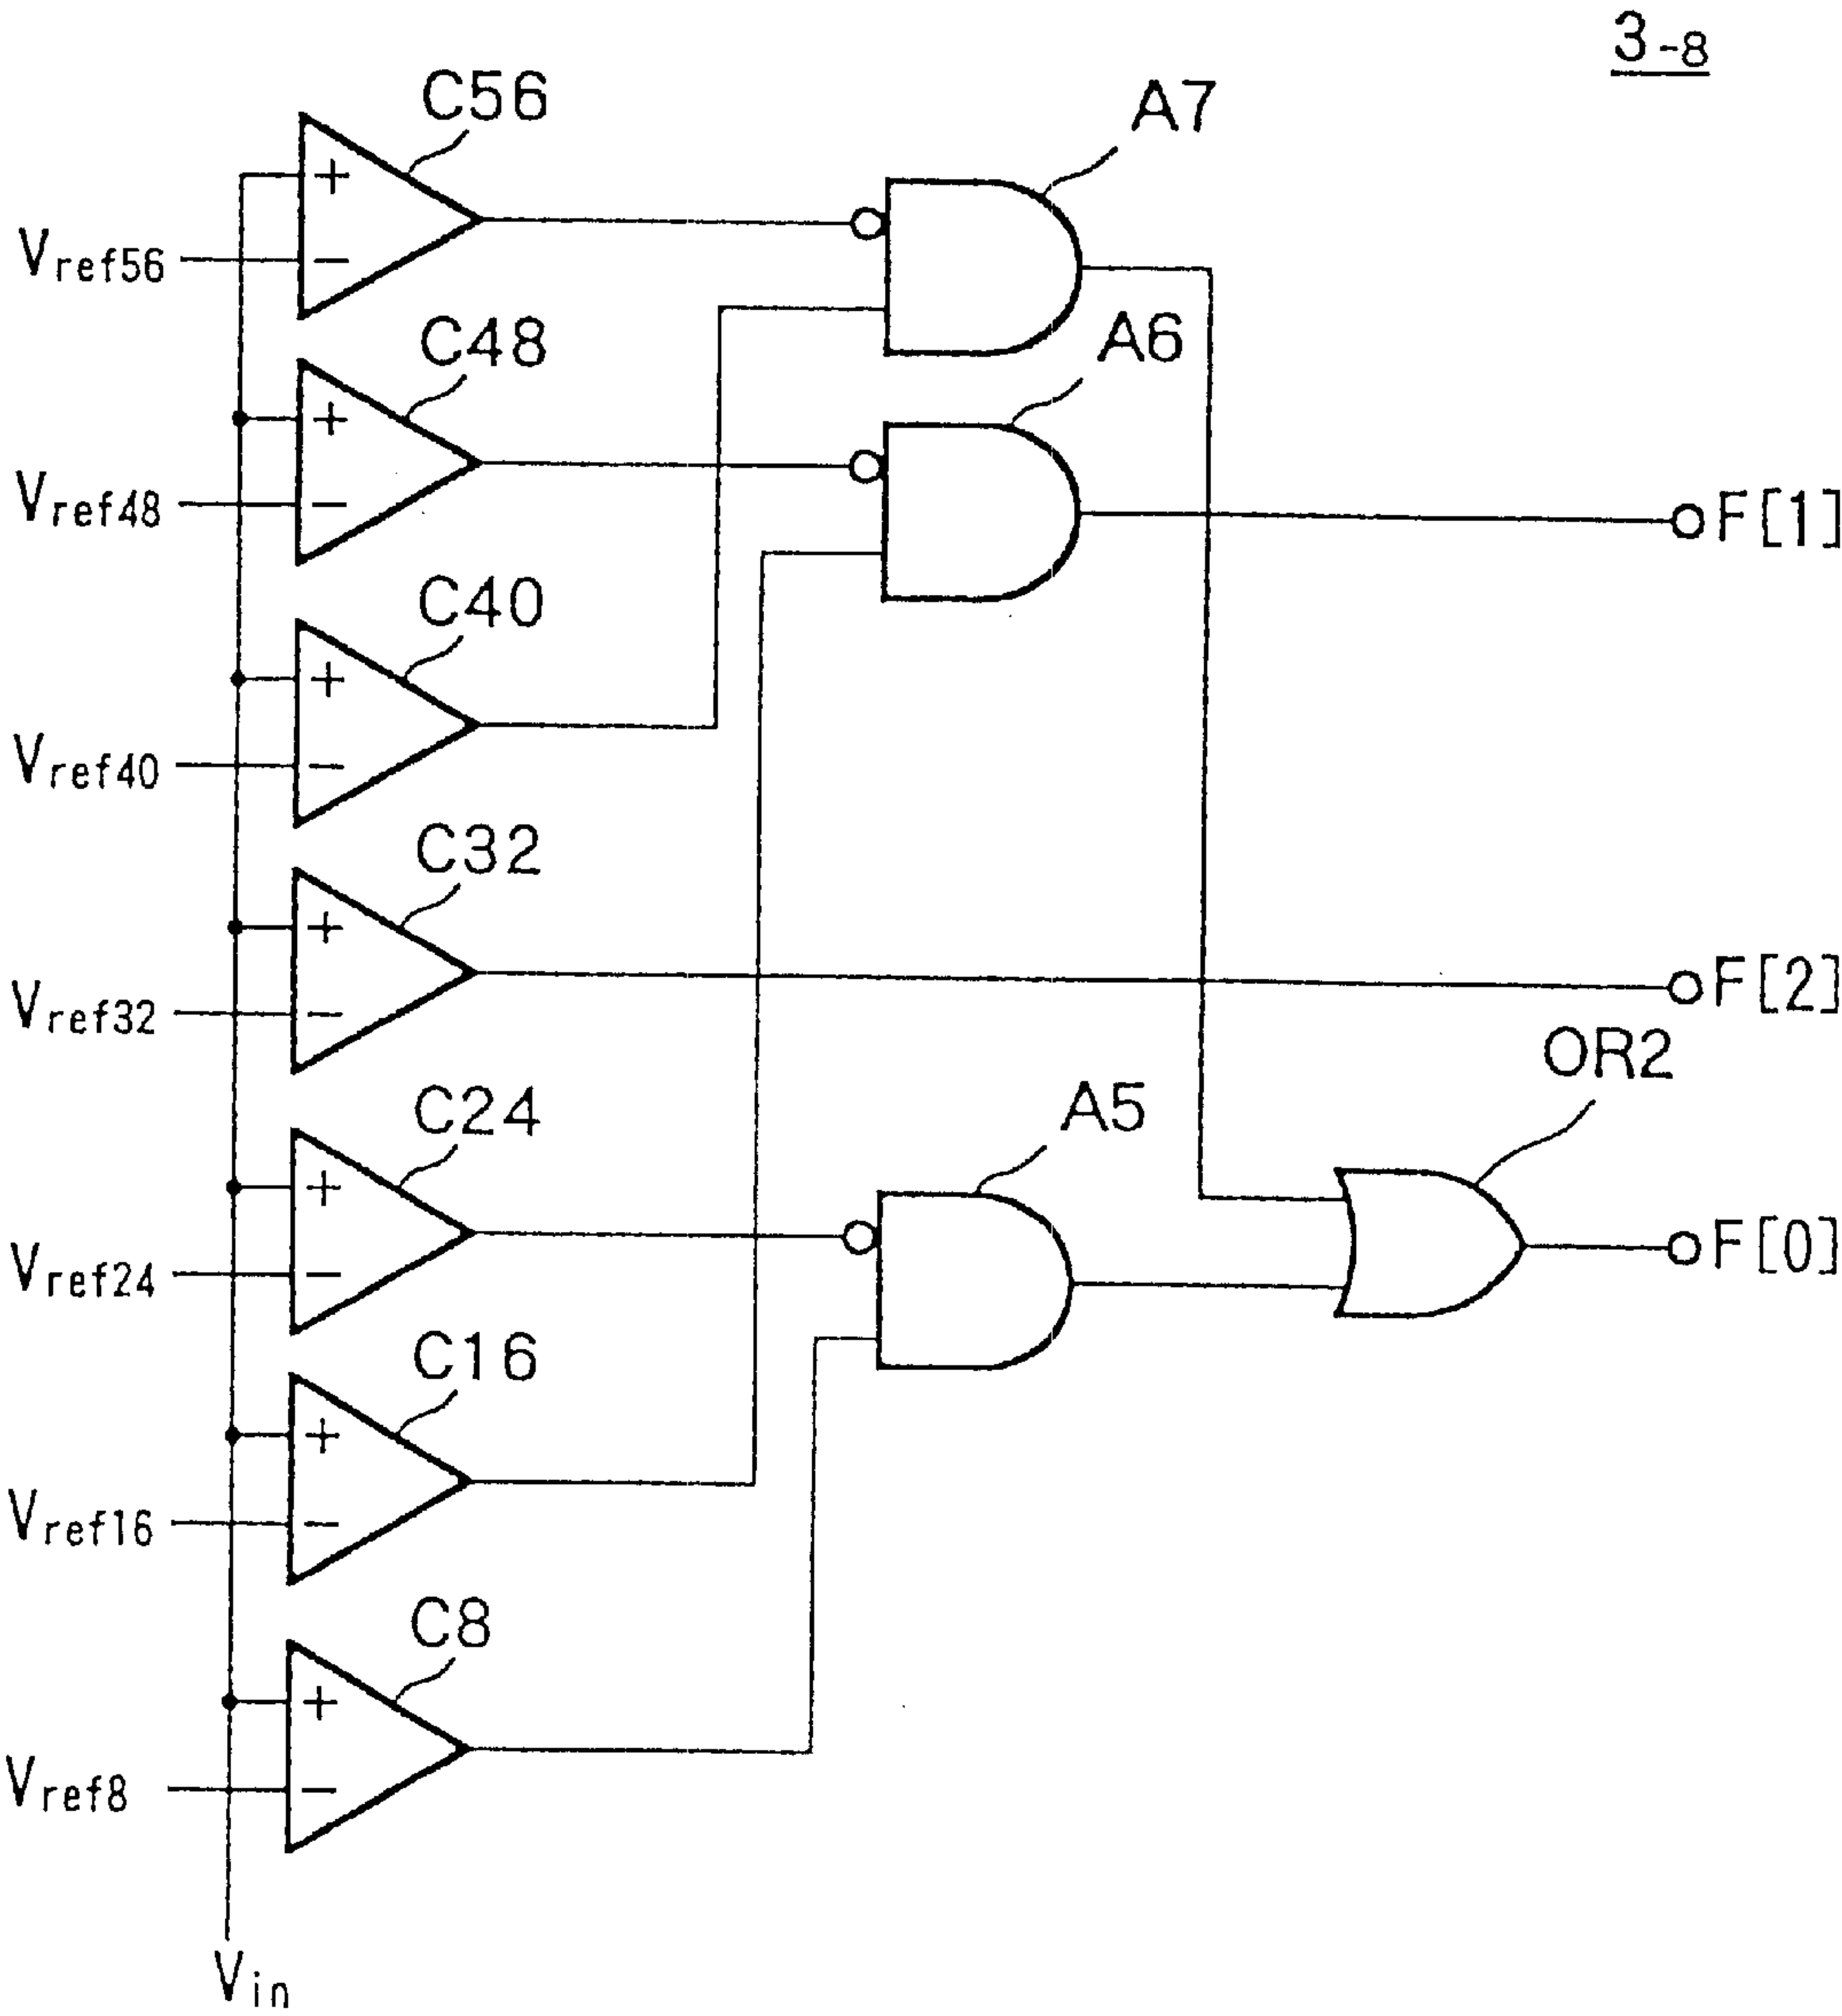 3-8
C56
A7
+
Vref56
−
C48
A6
+
Vref48
−
F[1]
C40
+
Vref40
−
C32
+
F[2]
Vref32
−
OR2
C24
A5
+
F[0]
Vref24
−
C16
+
Vref16
−
C8
+
Vref8
−
Vin